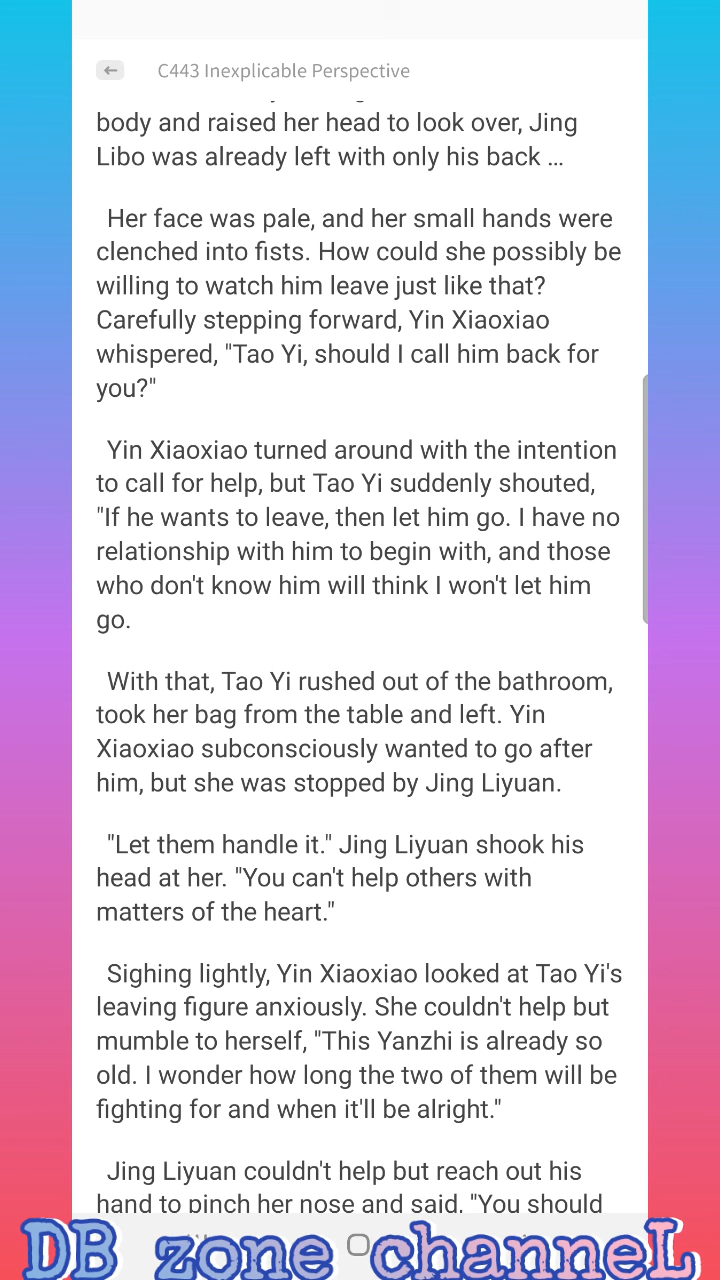 C443 Inexplicable Perspective
body and raised her head to look over, Jing
Libo was already left with only his back ...
Her face was pale, and her small hands were
clenched into fists. How could she possibly be
willing to watch him leave just like that?
Carefully stepping forward, Yin Xiaoxiao
whispered, "Tao Yi, should I call him back for
you?"
Yin Xiaoxiao turned around with the intention
to call for help, but Tao Yi suddenly shouted,
"If he wants to leave, then let him go. I have no
relationship with him to begin with, and those
who don't know him will think I won't let him
go.
With that, Tao Yi rushed out of the bathroom,
took her bag from the table and left. Yin
Xiaoxiao subconsciously wanted to go after
him, but she was stopped by Jing Liyuan.
"Let them handle it." Jing Liyuan shook his
head at her. "You can't help others with
matters of the heart."
Sighing lightly, Yin Xiaoxiao looked at Tao Yi's
leaving figure anxiously. She couldn't help but
mumble to herself, "This Yanzhi is already so
old. I wonder how long the two of them will be
fighting for and when it'll be alright."
Jing Liyuan couldn't help but reach out his
hand to pinch her nose and said, "You should
DB zone channeL